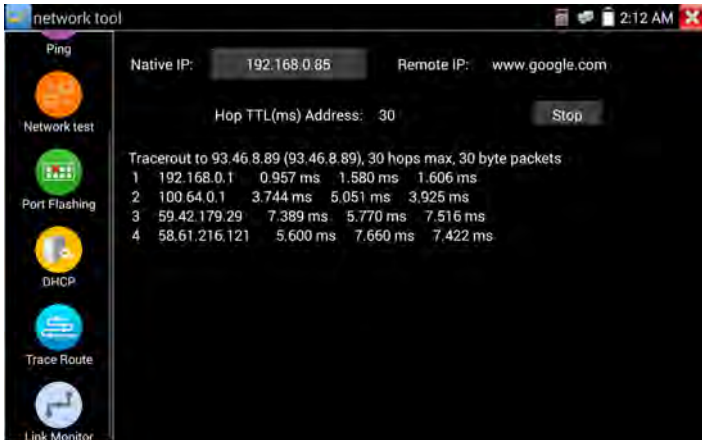 network tool
2:12 AM
Ping
Network test
Port Flashing
DHCP
Trace Route
Link Monitor
Native IP: 192.168.0.85 Remote IP: www.google.com
Hop TTL(ms) Address: 30 Stop
Tracerout to 93.46.8.89 (93.46.8.89), 30 hops max, 30 byte packets
1 192.168.0.1 0.957 ms 1.580 ms 1.606 ms
2 100.64.0.1 3.744 ms 5.051 ms 3.925 ms
3 59.42.179.29 7.389 ms 5.770 ms 7.516 ms
4 58.61.216.121 5.600 ms 7.660 ms 7.422 ms